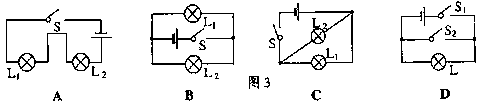 S L₁ L₂
L₁ S L₂
S L₂ L₁
S₁ S₂ L
图3
A B C D